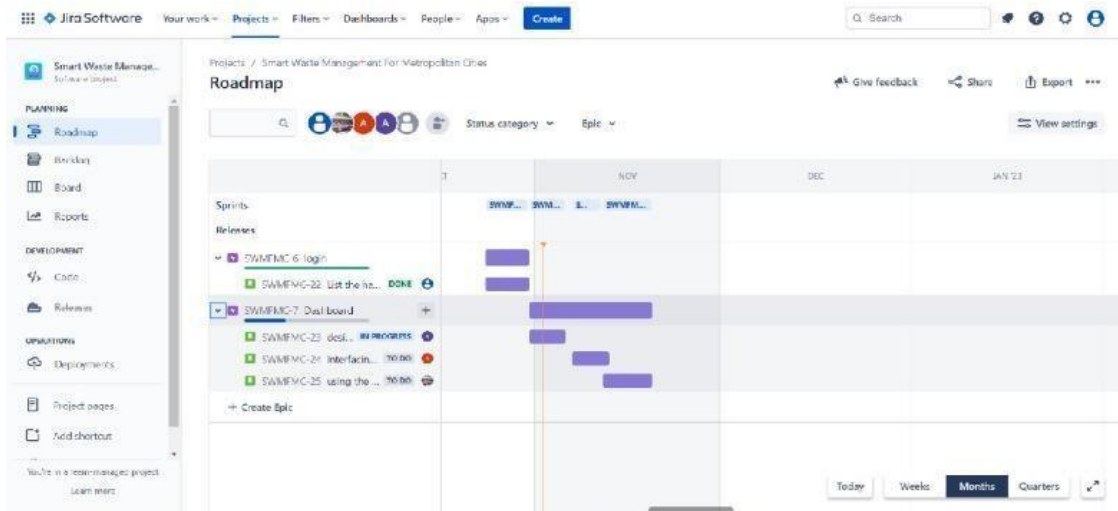 Jira Software Your work Projects Filters Dashboards People Apps Create Search
Smart Waste Manage...
Software project
PLANNING
Roadmap
Backlog
Board
Reports
DEVELOPMENT
Code
Releases
OPERATIONS
Deployments
Project pages
Add shortcut
You're in a team-managed project
Learn more
Projects / Smart Waste Management For Metropolitan Cities
Roadmap
Give feedback Share Export
A A Status category Epic View settings
NOV DEC JAN '23
Sprints SWMF... SWM... S... SWMFM...
Releases
SWMFMC-6 login
SWMFMC-22 List the ne... DONE
SWMFMC-7 Dashboard
SWMFMC-23 desi... IN PROGRESS A
SWMFMC-24 Interfacin... TO DO A
SWMFMC-25 using the ... TO DO
+ Create Epic
Today Weeks Months Quarters